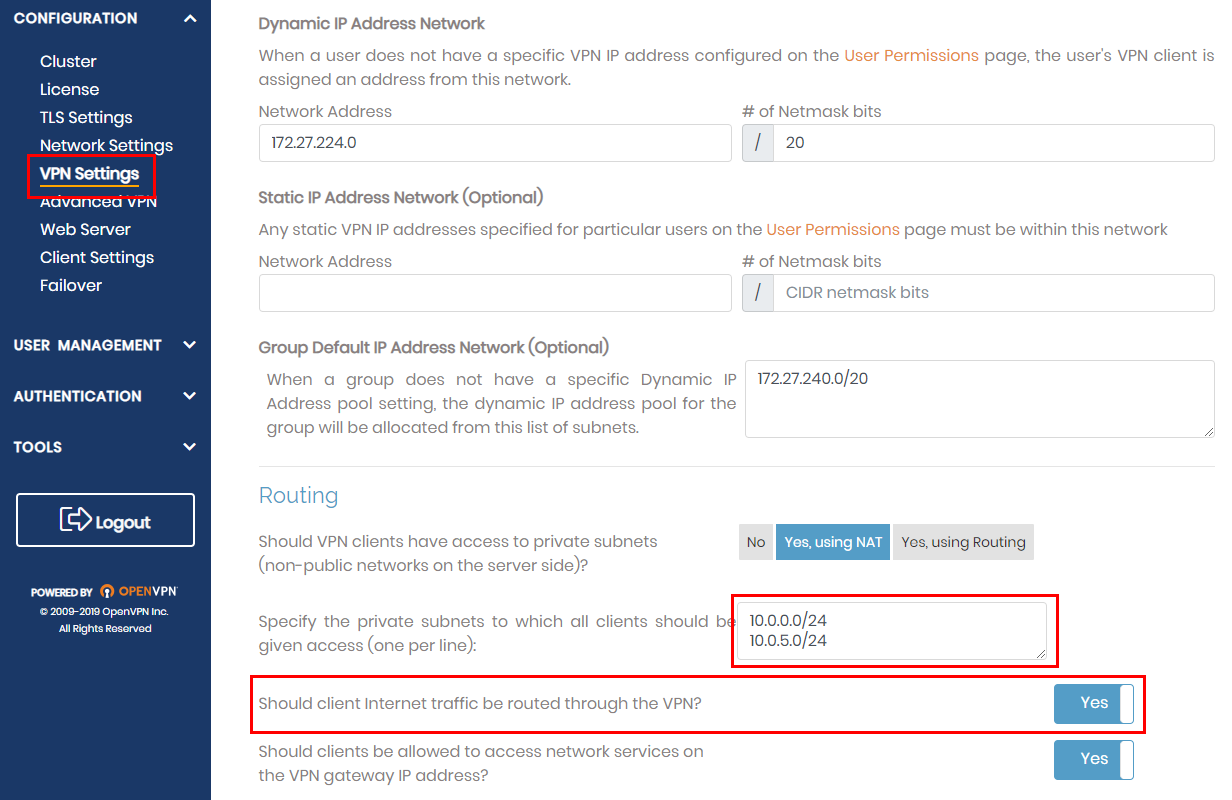 CONFIGURATION
Cluster
License
TLS Settings
Network Settings
VPN Settings
Advanced VPN
Web Server
Client Settings
Failover
USER MANAGEMENT
AUTHENTICATION
TOOLS
Logout
POWERED BY OPENVPN
© 2009-2019 OpenVPN Inc.
All Rights Reserved
Dynamic IP Address Network
When a user does not have a specific VPN IP address configured on the User Permissions page, the user's VPN client is
assigned an address from this network.
Network Address
# of Netmask bits
172.27.224.0
/ 20
Static IP Address Network (Optional)
Any static VPN IP addresses specified for particular users on the User Permissions page must be within this network
Network Address
# of Netmask bits
/ CIDR netmask bits
Group Default IP Address Network (Optional)
When a group does not have a specific Dynamic IP
Address pool setting, the dynamic IP address pool for the
group will be allocated from this list of subnets.
172.27.240.0/20
Routing
Should VPN clients have access to private subnets
(non-public networks on the server side)?
No
Yes, using NAT
Yes, using Routing
Specify the private subnets to which all clients should be
given access (one per line):
10.0.0.0/24
10.0.5.0/24
Should client Internet traffic be routed through the VPN?
Yes
Should clients be allowed to access network services on
the VPN gateway IP address?
Yes